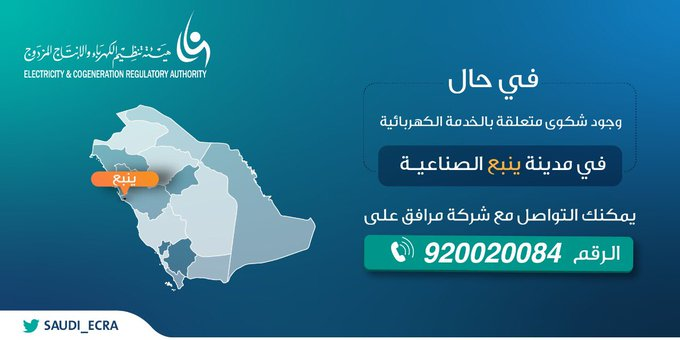 هيئة تنظيم الكهرباء والإنتاج المزدوج
ELECTRICITY & COGENERATION REGULATORY AUTHORITY
في حال
وجود شكوى متعلقة بالخدمة الكهربائية
في مدينة ينبع الصناعيـة
يمكنك التواصل مع شركة مرافق على
الرقم 920020084
ينبع
SAUDI_ECRA